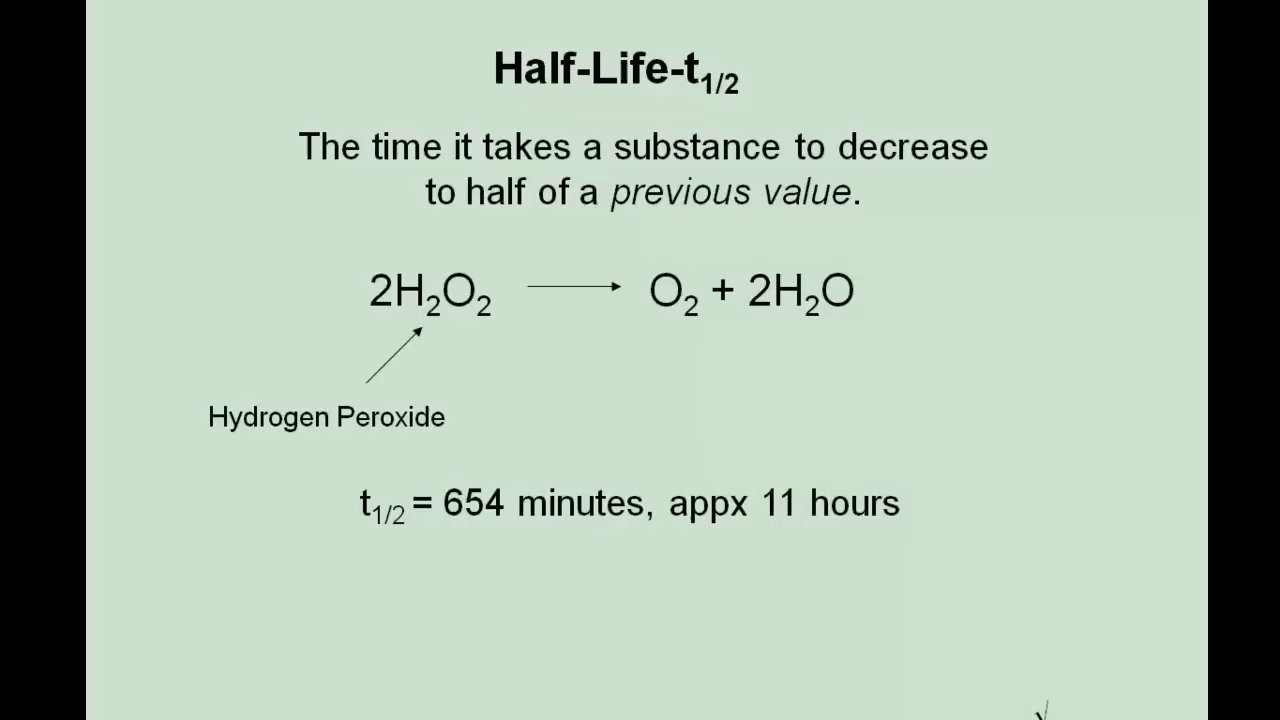 Half-Life-t₁/₂
The time it takes a substance to decrease
to half of a previous value.
2H₂O₂ → O₂ + 2H₂O
Hydrogen Peroxide
t₁/₂ = 654 minutes, appx 11 hours